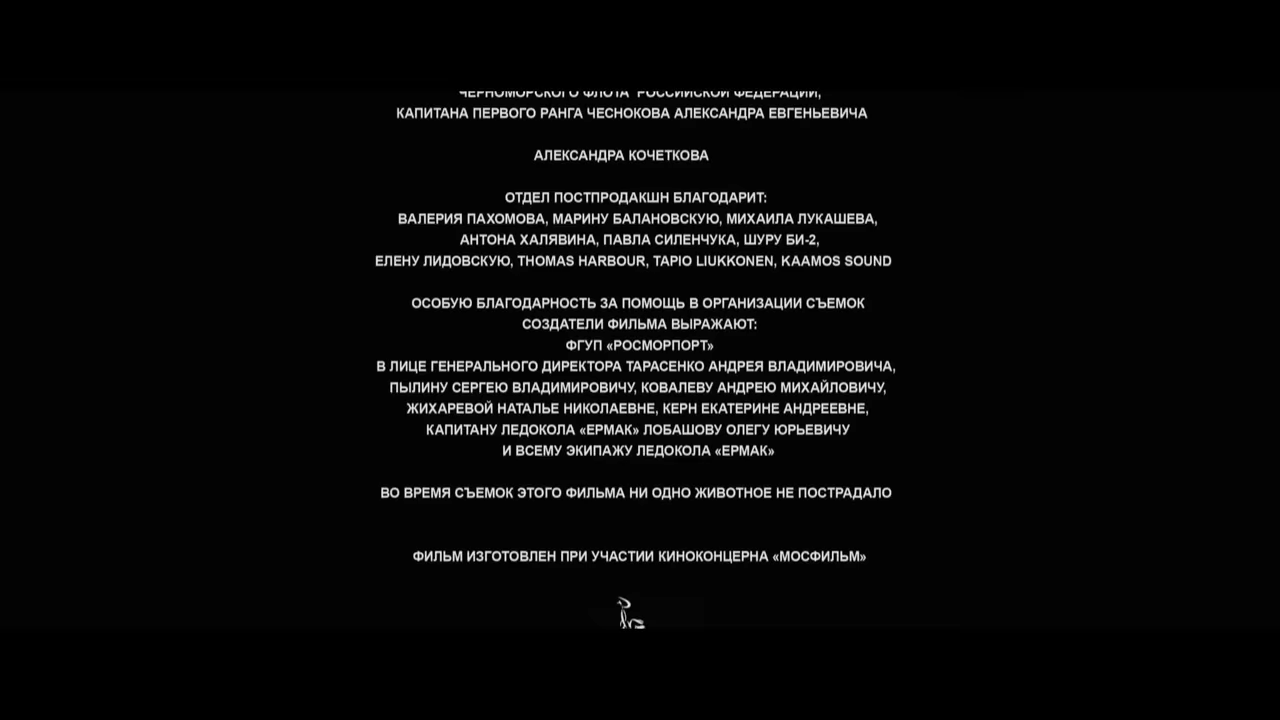 ЧЕРНОМОРСКОГО ФЛОТА РОССИЙСКОЙ ФЕДЕРАЦИИ,
КАПИТАНА ПЕРВОГО РАНГА ЧЕСНОКОВА АЛЕКСАНДРА ЕВГЕНЬЕВИЧА
АЛЕКСАНДРА КОЧЕТКОВА
ОТДЕЛ ПОСТПРОДАКШН БЛАГОДАРИТ:
ВАЛЕРИЯ ПАХОМОВА, МАРИНУ БАЛАНОВСКУЮ, МИХАИЛА ЛУКАШЕВА,
АНТОНА ХАЛЯВИНА, ПАВЛА СИЛЕНЧУКА, ШУРУ БИ-2,
ЕЛЕНУ ЛИДОВСКУЮ, THOMAS HARBOUR, TAPIO LIUKKONEN, KAAMOS SOUND
ОСОБУЮ БЛАГОДАРНОСТЬ ЗА ПОМОЩЬ В ОРГАНИЗАЦИИ СЪЕМОК
СОЗДАТЕЛИ ФИЛЬМА ВЫРАЖАЮТ:
ФГУП «РОСМОРПОРТ»
В ЛИЦЕ ГЕНЕРАЛЬНОГО ДИРЕКТОРА ТАРАСЕНКО АНДРЕЯ ВЛАДИМИРОВИЧА,
ПЫЛИНУ СЕРГЕЮ ВЛАДИМИРОВИЧУ, КОВАЛЕВУ АНДРЕЮ МИХАЙЛОВИЧУ,
ЖИХАРЕВОЙ НАТАЛЬЕ НИКОЛАЕВНЕ, КЕРН ЕКАТЕРИНЕ АНДРЕЕВНЕ,
КАПИТАНУ ЛЕДОКОЛА «ЕРМАК» ЛОБАШОВУ ОЛЕГУ ЮРЬЕВИЧУ
И ВСЕМУ ЭКИПАЖУ ЛЕДОКОЛА «ЕРМАК»
ВО ВРЕМЯ СЪЕМОК ЭТОГО ФИЛЬМА НИ ОДНО ЖИВОТНОЕ НЕ ПОСТРАДАЛО
ФИЛЬМ ИЗГОТОВЛЕН ПРИ УЧАСТИИ КИНОКОНЦЕРНА «МОСФИЛЬМ»